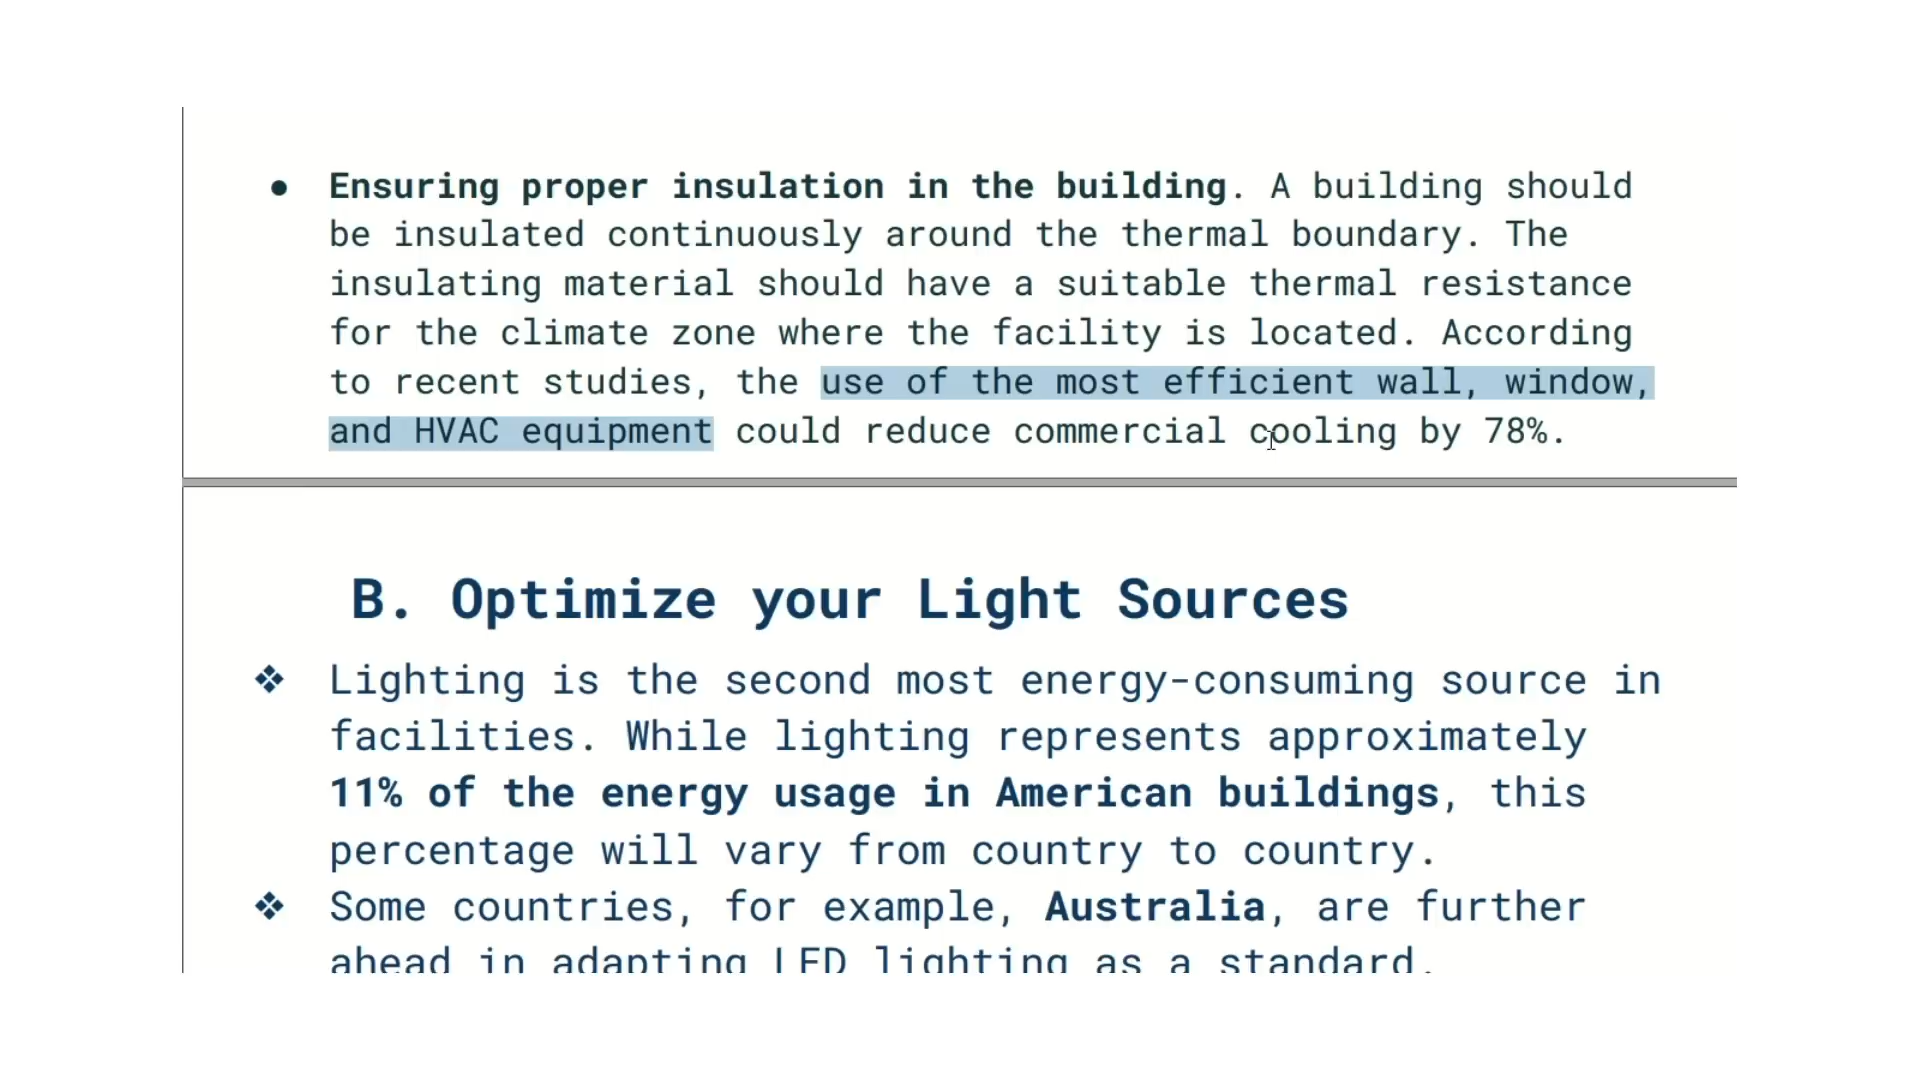 ● Ensuring proper insulation in the building. A building should
be insulated continuously around the thermal boundary. The
insulating material should have a suitable thermal resistance
for the climate zone where the facility is located. According
to recent studies, the use of the most efficient wall, window,
and HVAC equipment could reduce commercial cooling by 78%.
B. Optimize your Light Sources
❖ Lighting is the second most energy-consuming source in
facilities. While lighting represents approximately
11% of the energy usage in American buildings, this
percentage will vary from country to country.
❖ Some countries, for example, Australia, are further
ahead in adapting LED lighting as a standard.